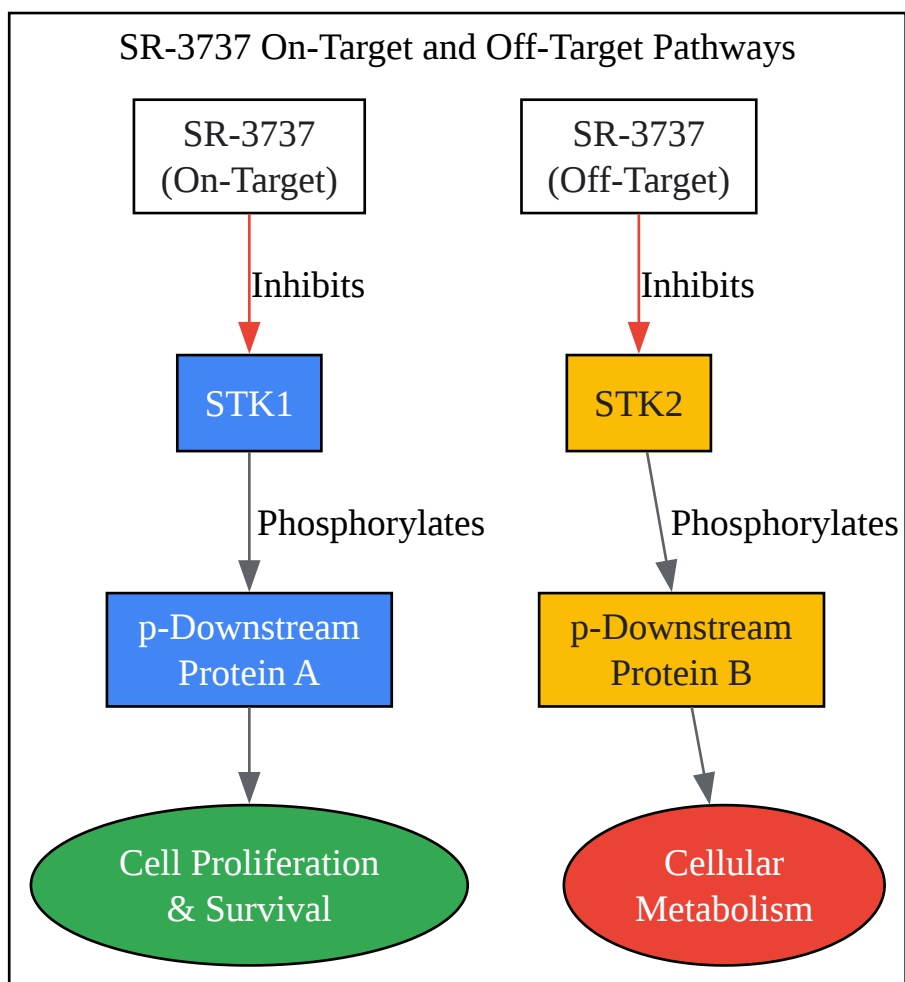 SR-3737 On-Target and Off-Target Pathways
SR-3737
(On-Target)
SR-3737
(Off-Target)
Inhibits
Inhibits
STK1
STK2
Phosphorylates
Phosphorylates
p-Downstream
Protein A
p-Downstream
Protein B
Cell Proliferation
& Survival
Cellular
Metabolism